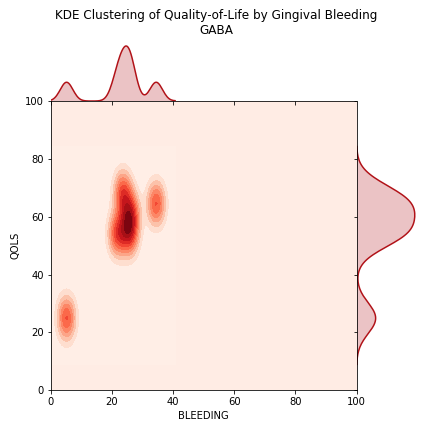 KDE Clustering of Quality-of-Life by Gingival Bleeding
GABA
100
80
60
40
20
0
QOLS
0 20 40 60 80 100
BLEEDING